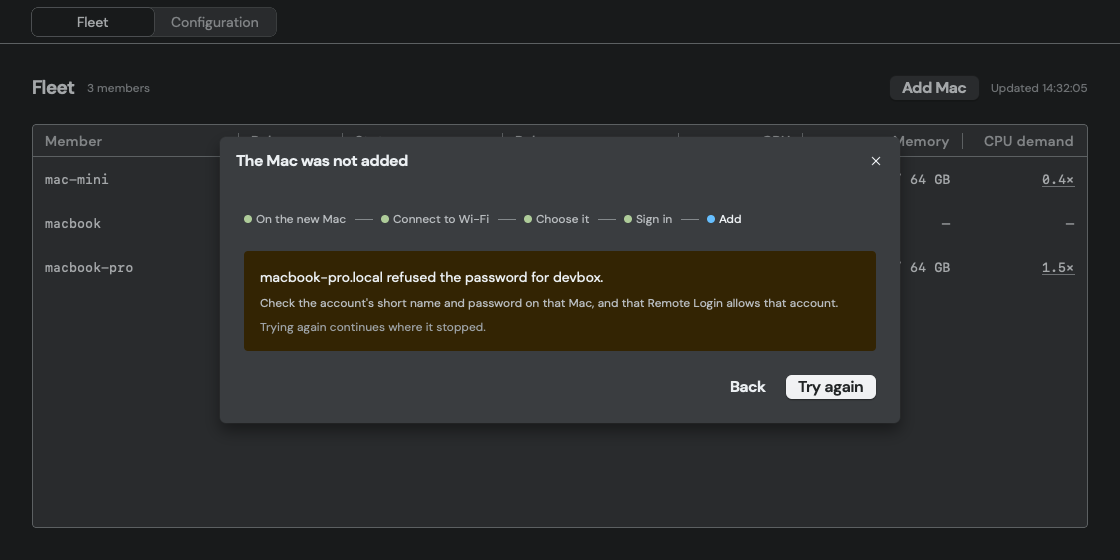 Fleet
Configuration
Fleet
3 members
Add Mac
Updated 14:32:05
Member
Memory
CPU demand
mac-mini
64 GB
0.4×
macbook
—
—
macbook-pro
64 GB
1.5×
The Mac was not added
×
On the new Mac
Connect to Wi-Fi
Choose it
Sign in
Add
macbook-pro.local refused the password for devbox.
Check the account's short name and password on that Mac, and that Remote Login allows that account.
Trying again continues where it stopped.
Back
Try again